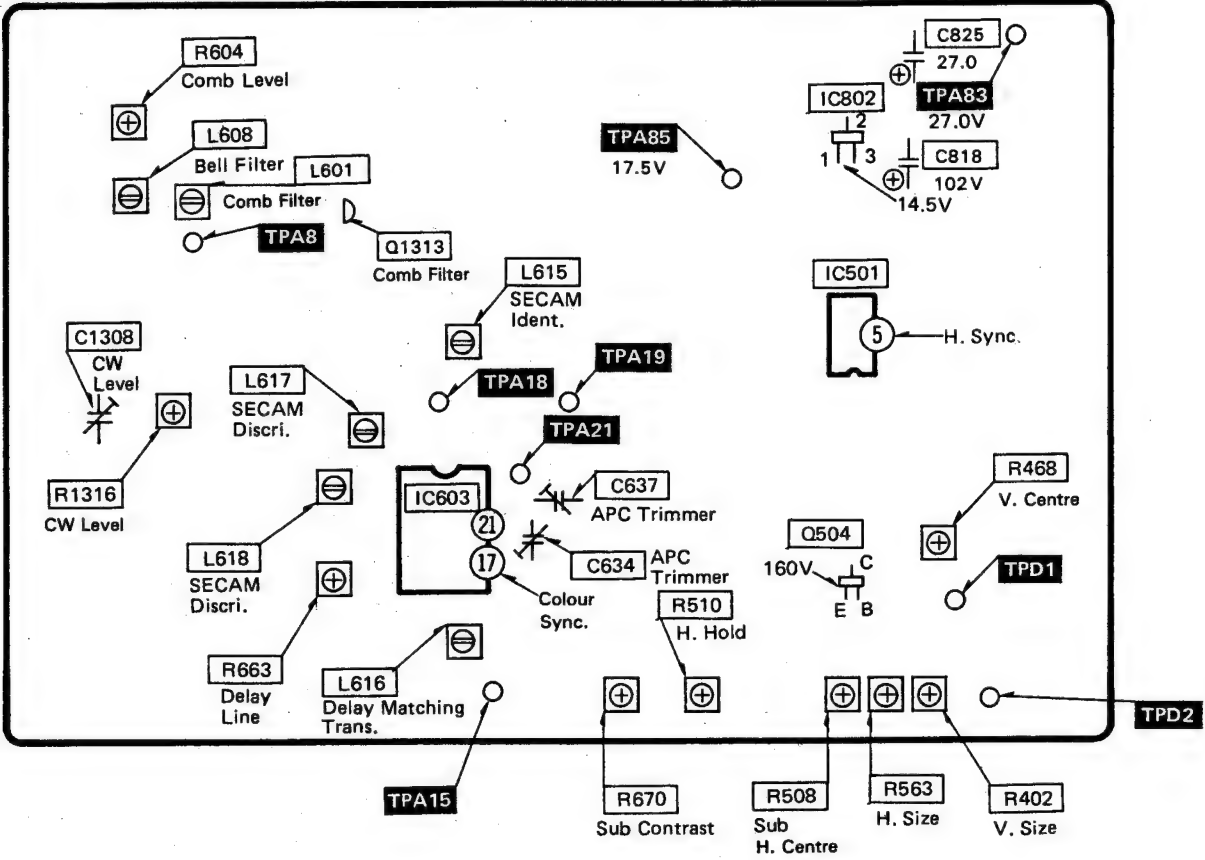 R604
Comb Level
L608
Bell Filter
L601
Comb Filter
TPA8
Q1313
Comb Filter
TPA85
17.5V
C825
27.0
TPA83
27.0V
IC802
2
1
3
14.5V
C818
102V
L615
SECAM
Ident.
IC501
5
H. Sync.
C1308
CW
Level
L617
SECAM
Discri.
TPA18
TPA19
TPA21
R1316
CW Level
IC603
21
17
C637
APC Trimmer
C634
APC
Trimmer
Colour
Sync.
L618
SECAM
Discri.
R468
V. Centre
Q504
160V
C
E
B
TPD1
R510
H. Hold
R663
Delay
Line
L616
Delay Matching
Trans.
TPD2
TPA15
R670
Sub Contrast
R508
Sub
H. Centre
R563
H. Size
R402
V. Size